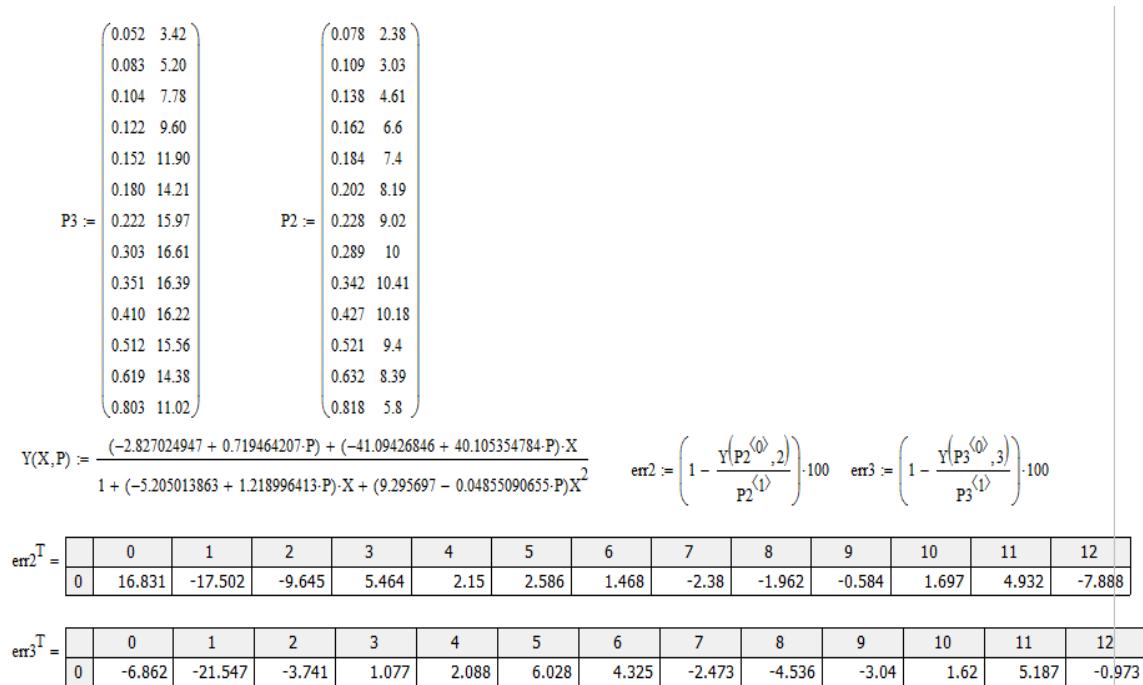 0.052 3.42 0.078 2.38
0.083 5.20 0.109 3.03
0.104 7.78 0.138 4.61
0.122 9.60 0.162 6.6
0.152 11.90 0.184 7.4
0.180 14.21 0.202 8.19
P3 := 0.222 15.97 P2 := 0.228 9.02
0.303 16.61 0.289 10
0.351 16.39 0.342 10.41
0.410 16.22 0.427 10.18
0.512 15.56 0.521 9.4
0.619 14.38 0.632 8.39
0.803 11.02 0.818 5.8
Y(X,P) := ((-2.827024947 + 0.719464207·P) + (-41.09426846 + 40.105354784·P)·X) / (1 + (-5.205013863 + 1.218996413·P)·X + (9.295697 - 0.04855090655·P)X^2) err2 := (1 - Y(P2^<0>,2) / P2^<1>)·100 err3 := (1 - Y(P3^<0>,3) / P3^<1>)·100
err2^T = 0 1 2 3 4 5 6 7 8 9 10 11 12
0 16.831 -17.502 -9.645 5.464 2.15 2.586 1.468 -2.38 -1.962 -0.584 1.697 4.932 -7.888
err3^T = 0 1 2 3 4 5 6 7 8 9 10 11 12
0 -6.862 -21.547 -3.741 1.077 2.088 6.028 4.325 -2.473 -4.536 -3.04 1.62 5.187 -0.973